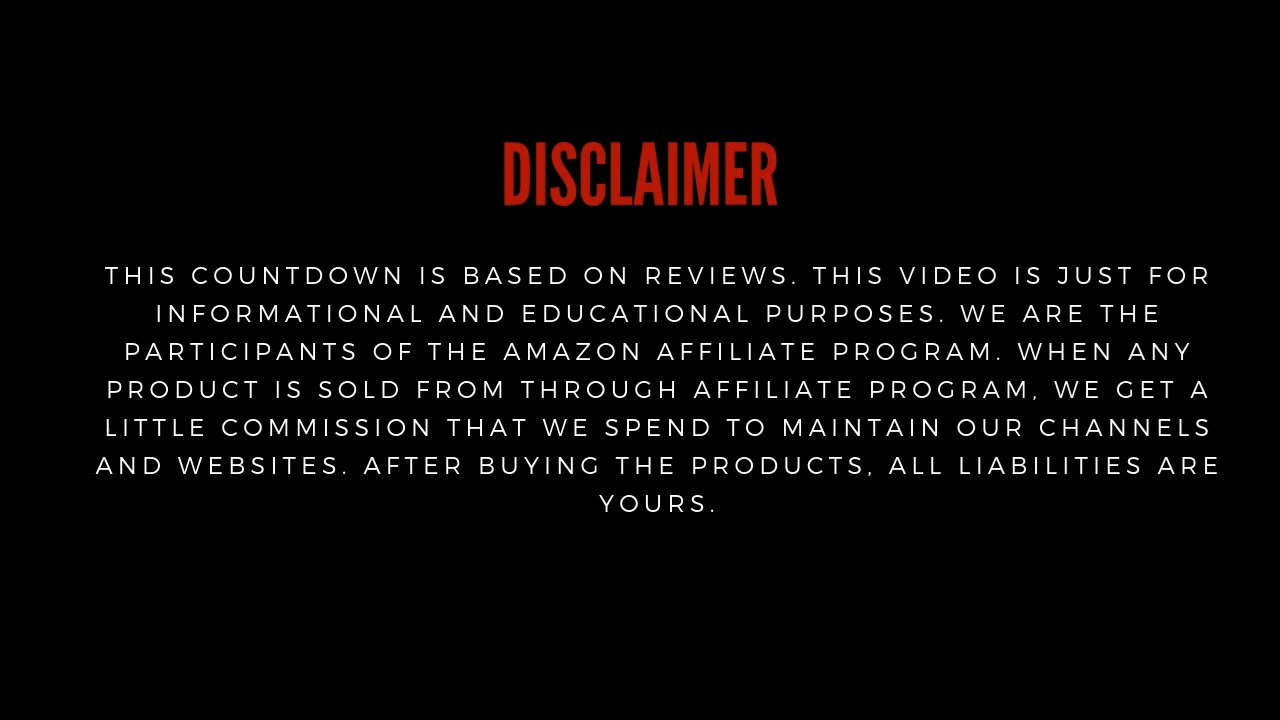 DISCLAIMER
THIS COUNTDOWN IS BASED ON REVIEWS. THIS VIDEO IS JUST FOR
INFORMATIONAL AND EDUCATIONAL PURPOSES. WE ARE THE
PARTICIPANTS OF THE AMAZON AFFILIATE PROGRAM. WHEN ANY
PRODUCT IS SOLD FROM THROUGH AFFILIATE PROGRAM, WE GET A
LITTLE COMMISSION THAT WE SPEND TO MAINTAIN OUR CHANNELS
AND WEBSITES. AFTER BUYING THE PRODUCTS, ALL LIABILITIES ARE
YOURS.